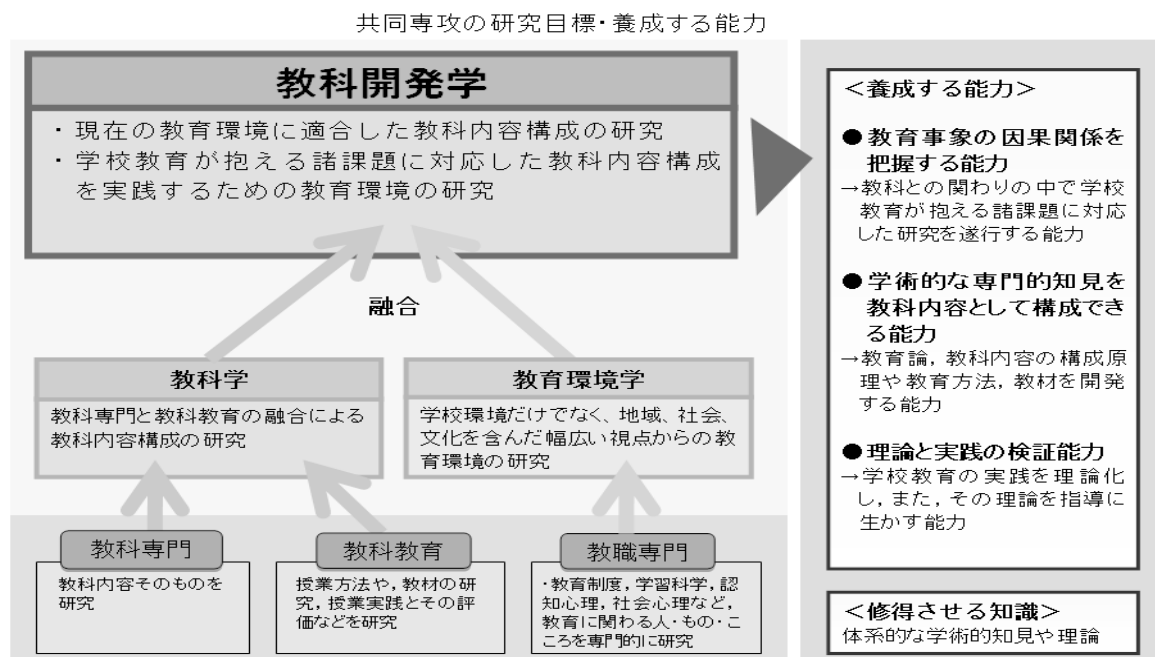 共同専攻の研究目標・養成する能力
教科開発学
・現在の教育環境に適合した教科内容構成の研究
・学校教育が抱える諸課題に対応した教科内容構成
を実践するための教育環境の研究
融合
教科学
教科専門と教科教育の融合による
教科内容構成の研究
教育環境学
学校環境だけでなく、地域、社会、
文化を含んだ幅広い視点からの教
育環境の研究
教科専門
教科内容そのものを
研究
教科教育
授業方法や，教材の研
究，授業実践とその評
価などを研究
教職専門
・教育制度，学習科学，認
知心理，社会心理など，
教育に関わる人・もの・こ
ころを専門的に研究
＜養成する能力＞
●教育事象の因果関係を
把握する能力
→教科との関わりの中で学校
教育が抱える諸課題に対応
した研究を遂行する能力
●学術的な専門的知見を
教科内容として構成でき
る能力
→教育論，教科内容の構成原
理や教育方法，教材を開発
する能力
●理論と実践の検証能力
→学校教育の実践を理論化
し，また，その理論を指導に
生かす能力
＜修得させる知識＞
体系的な学術的知見や理論